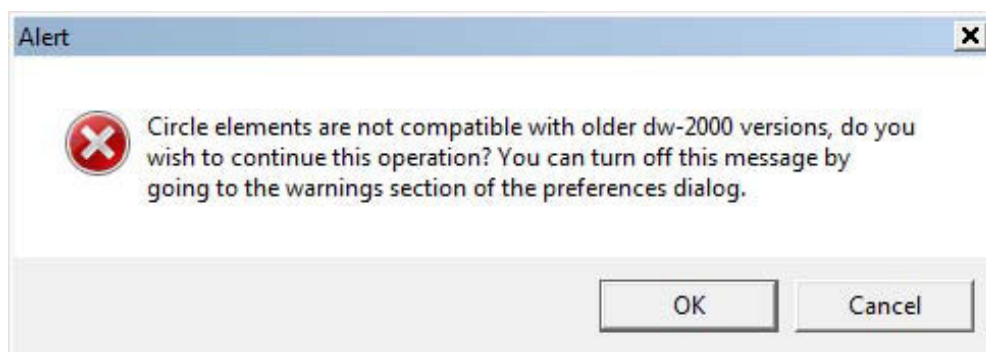 Alert
Circle elements are not compatible with older dw-2000 versions, do you
wish to continue this operation? You can turn off this message by
going to the warnings section of the preferences dialog.
OK Cancel